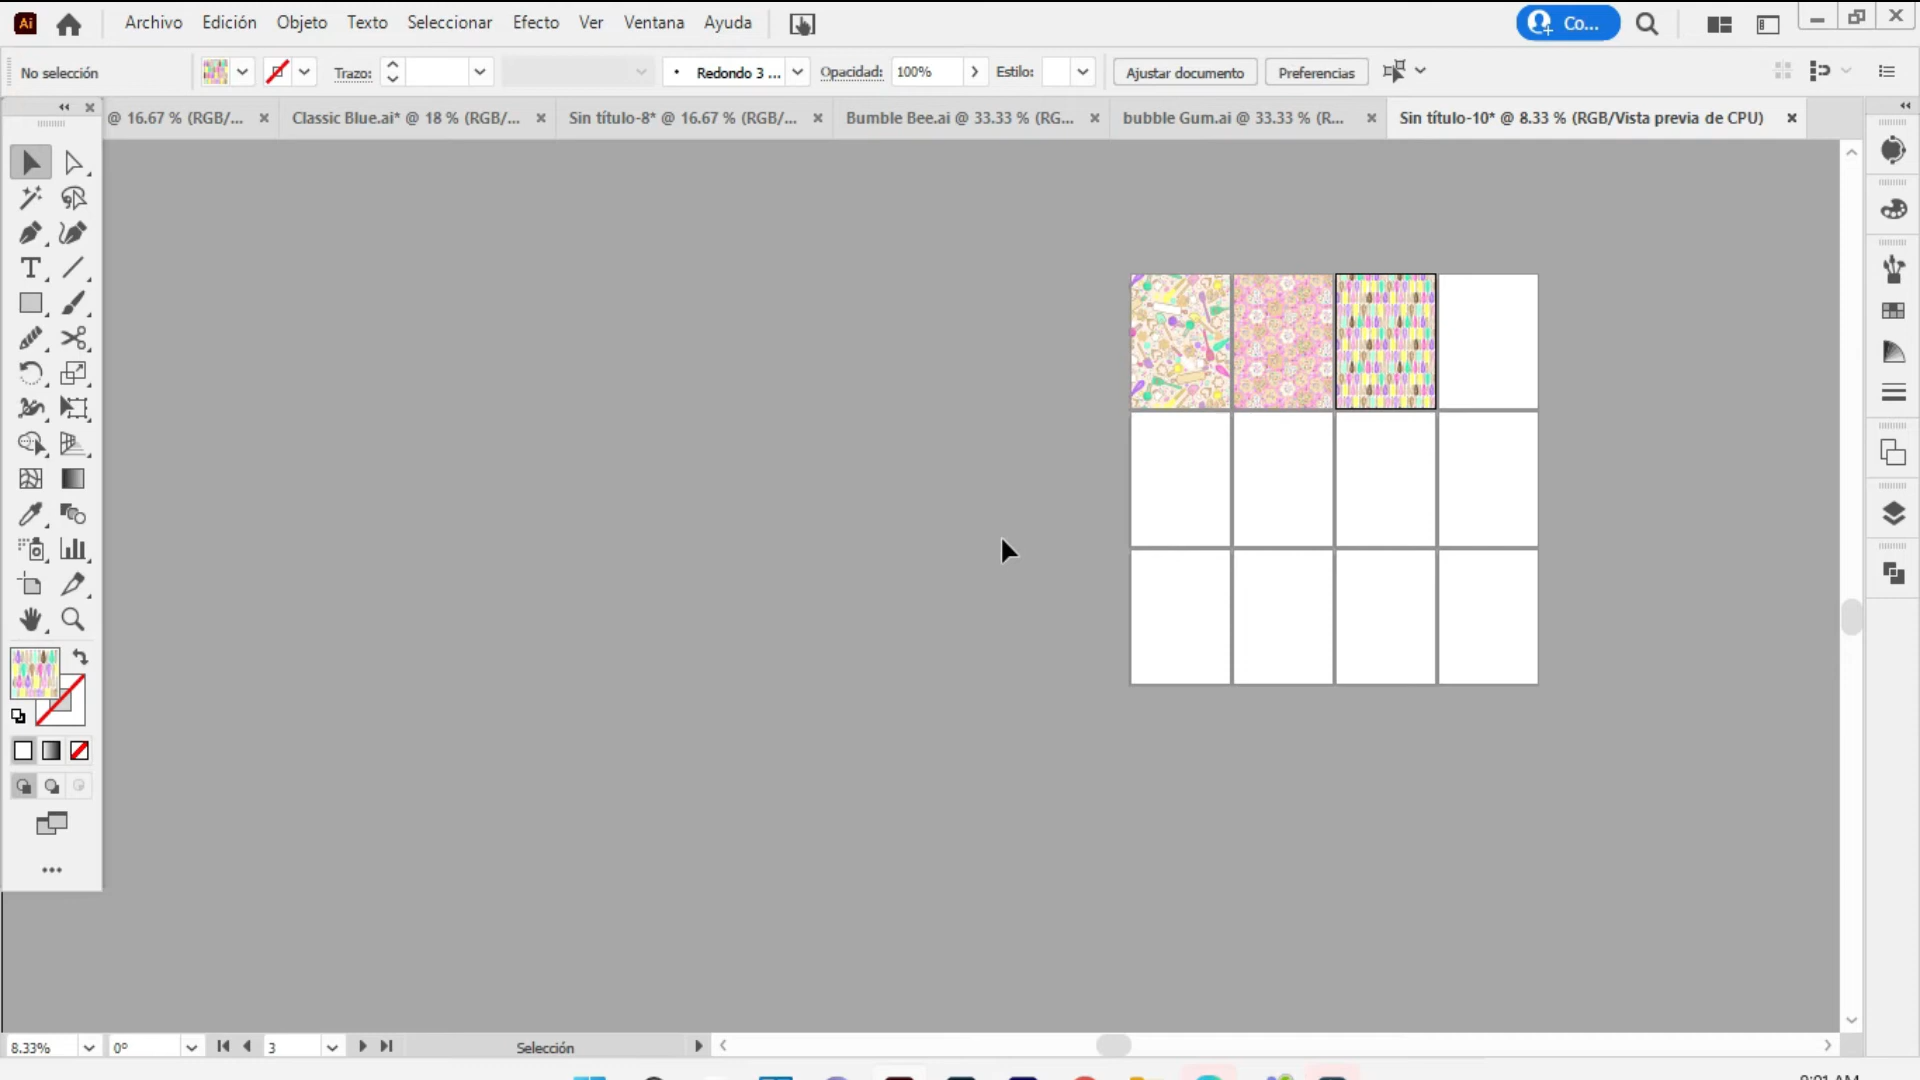 Ai Archivo Edición Objeto Texto Seleccionar Efecto Ver Ventana Ayuda Co...
No selección Trazo: Redondo 3 ... Opacidad: 100% Estilo: Ajustar documento Preferencias
@ 16.67 % (RGB/... Classic Blue.ai* @ 18 % (RGB/... Sin título-8* @ 16.67 % (RGB/... Bumble Bee.ai @ 33.33 % (RG... bubble Gum.ai @ 33.33 % (R... Sin título-10* @ 8.33 % (RGB/Vista previa de CPU)
8.33% 0° 3 Selección